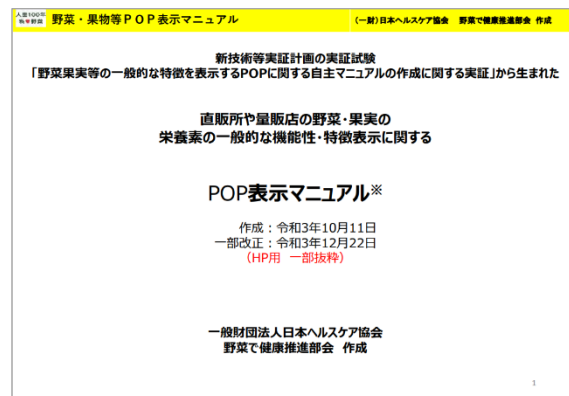 人生100年
野菜・果物等POP表示マニュアル
(一財)日本ヘルスケア協会 野菜で健康推進部会 作成
新技術等実証計画の実証試験
「野菜果実等の一般的な特徴を表示するPOPに関する自主マニュアルの作成に関する実証」から生まれた
直販所や量販店の野菜・果実の
栄養素の一般的な機能性・特徴表示に関する
POP表示マニュアル※
作成：令和3年10月11日
一部改正：令和3年12月22日
（HP用 一部抜粋）
一般財団法人日本ヘルスケア協会
野菜で健康推進部会 作成
1